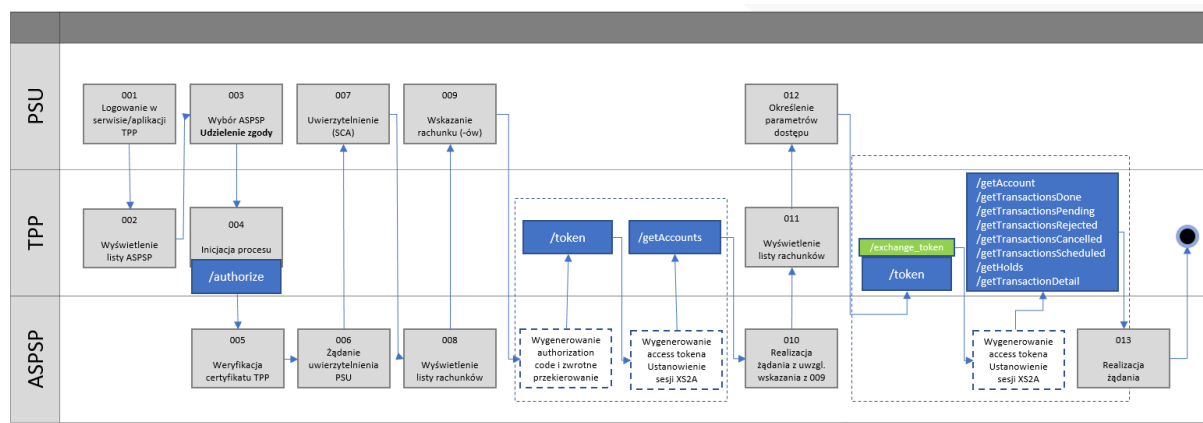 PSU
001
Logowanie w
serwisie/aplikacji
TPP
003
Wybór ASPSP
Udzielenie zgody
007
Uwierzytelnienie
(SCA)
009
Wskazanie
rachunku (-ów)
012
Określenie
parametrów
dostępu
TPP
002
Wyświetlenie
listy ASPSP
004
Inicjacja procesu
/authorize
/token
/getAccounts
011
Wyświetlenie
listy rachunków
/exchange_token
/token
/getAccount
/getTransactionsDone
/getTransactionsPending
/getTransactionsRejected
/getTransactionsCancelled
/getTransactionsScheduled
/getHolds
/getTransactionDetail
ASPSP
005
Weryfikacja
certyfikatu TPP
006
Żądanie
uwierzytelnienia
PSU
008
Wyświetlenie
listy rachunków
Wygenerowanie
authorization
code i zwrotne
przekierowanie
Wygenerowanie
access tokena
Ustanowienie
sesji XS2A
010
Realizacja
żądania z uwzgl.
wskazania z 009
Wygenerowanie
access tokena
Ustanowienie
sesji XS2A
013
Realizacja
żądania